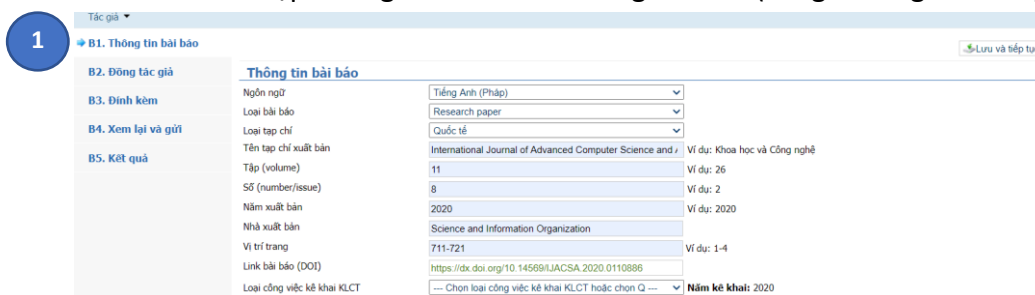 Tác giả
1
B1. Thông tin bài báo
Lưu và tiếp tục
B2. Đồng tác giả
Thông tin bài báo
Ngôn ngữ Tiếng Anh (Pháp)
B3. Đính kèm
Loại bài báo Research paper
B4. Xem lại và gửi
Loại tạp chí Quốc tế
Tên tạp chí xuất bản International Journal of Advanced Computer Science and Ví dụ: Khoa học và Công nghệ
B5. Kết quả
Tập (volume) 11 Ví dụ: 26
Số (number/issue) 8 Ví dụ: 2
Năm xuất bản 2020 Ví dụ: 2020
Nhà xuất bản Science and Information Organization
Vị trí trang 711-721 Ví dụ: 1-4
Link bài báo (DOI) https://dx.doi.org/10.14569/IJACSA.2020.0110886
Loại công việc kê khai KLCT --- Chọn loại công việc kê khai KLCT hoặc chọn Q --- Năm kê khai: 2020